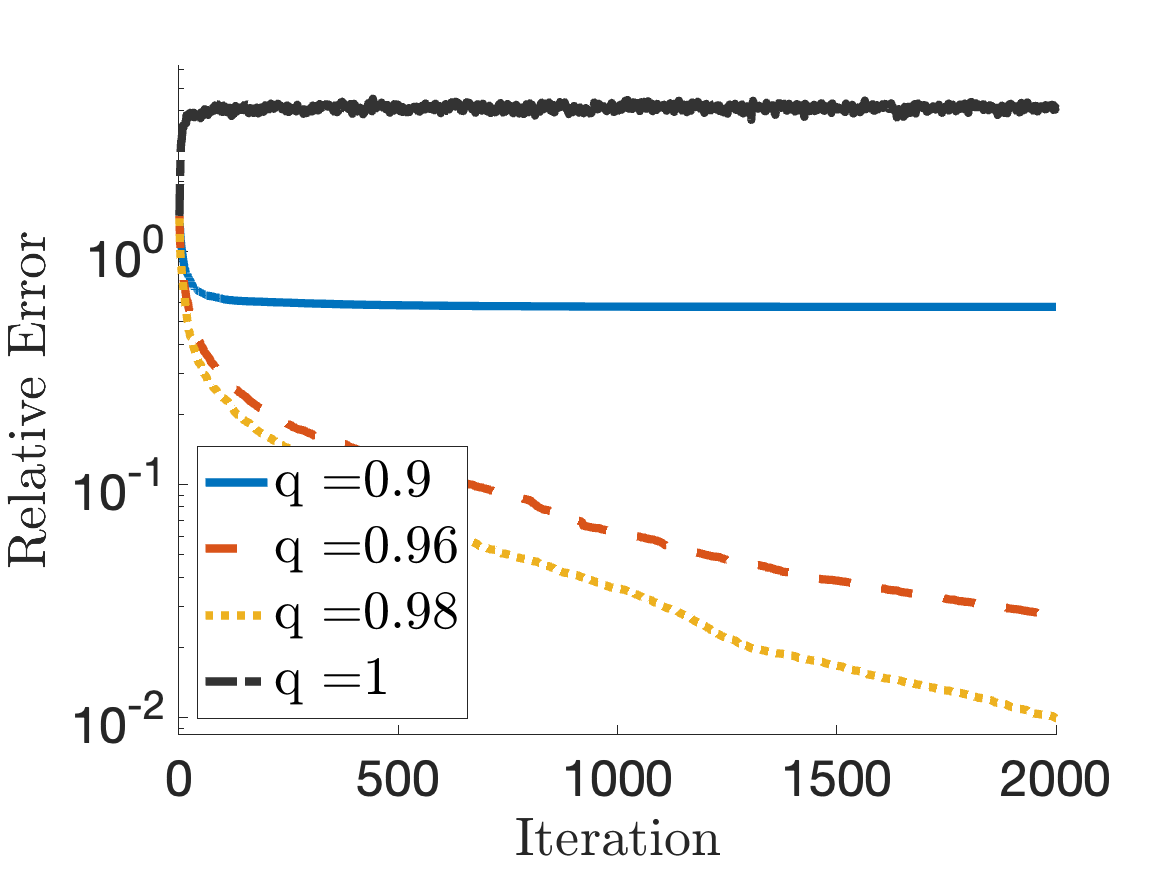 Relative Error
10^0
10^-1
10^-2
q =0.9
q =0.96
q =0.98
q =1
0 500 1000 1500 2000
Iteration